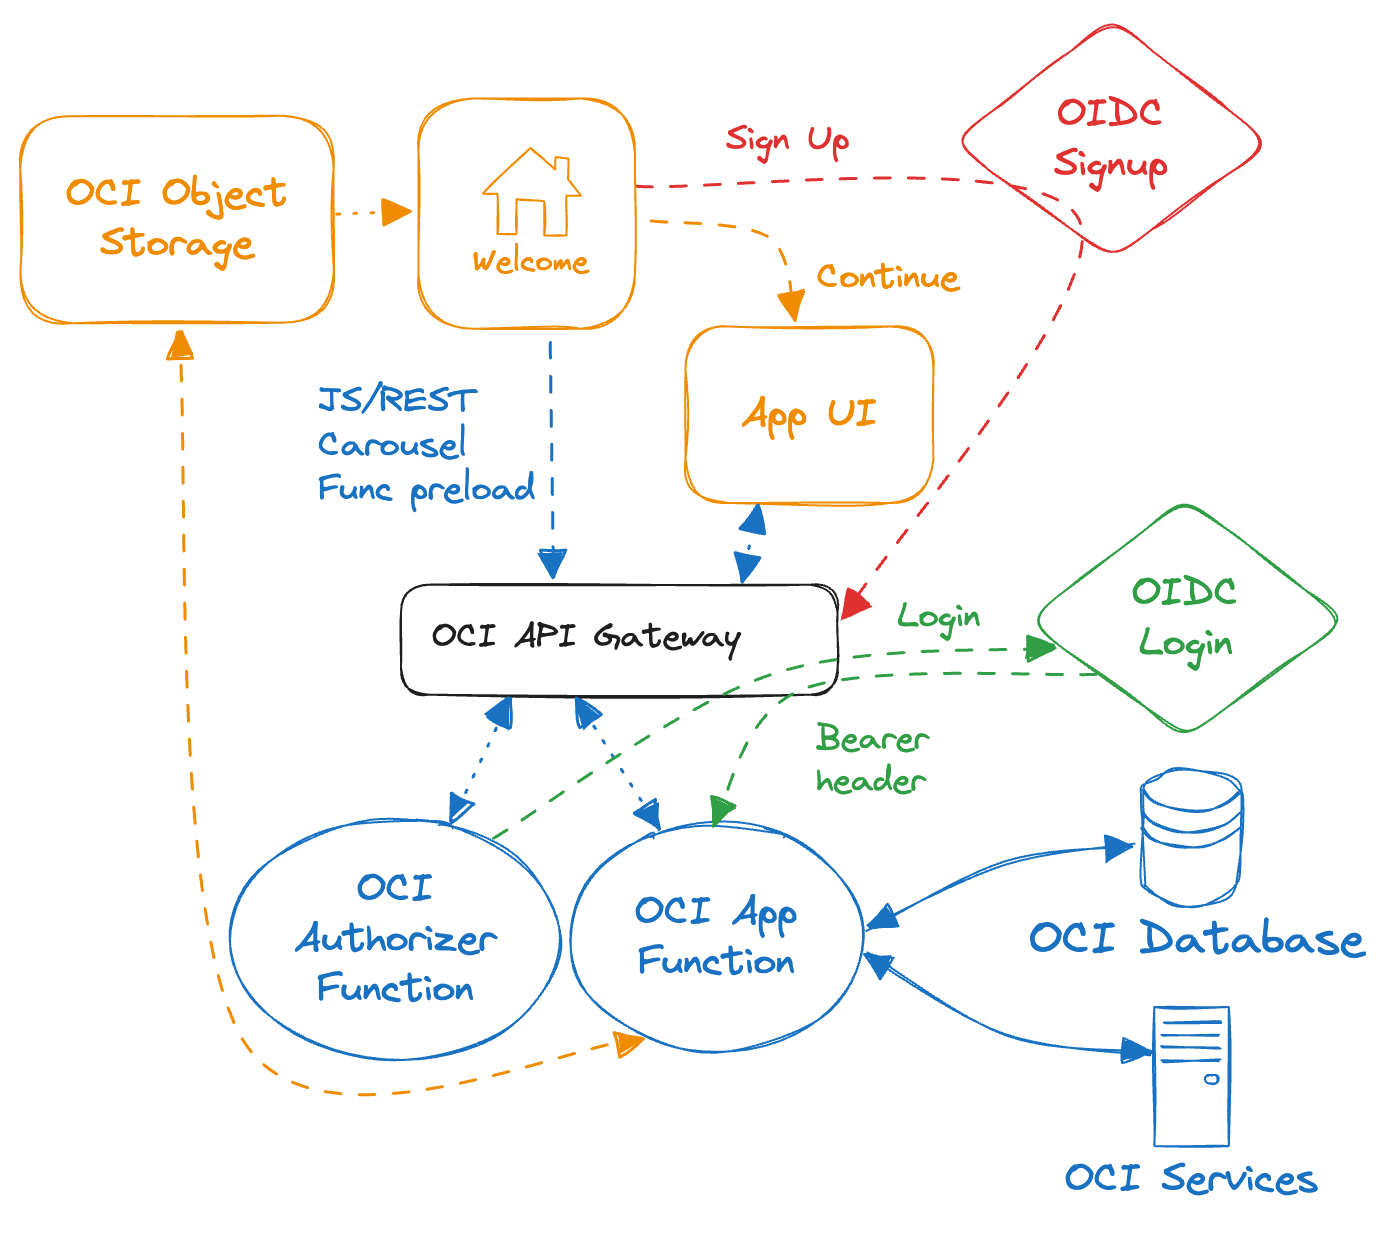 OIDC
Signup
Sign Up
OCI Object
Storage
Welcome
Continue
JS/REST
Carousel
Func preload
App UI
OCI API Gateway
Login
OIDC
Login
Bearer
header
OCI
Authorizer
Function
OCI App
Function
OCI Database
OCI Services